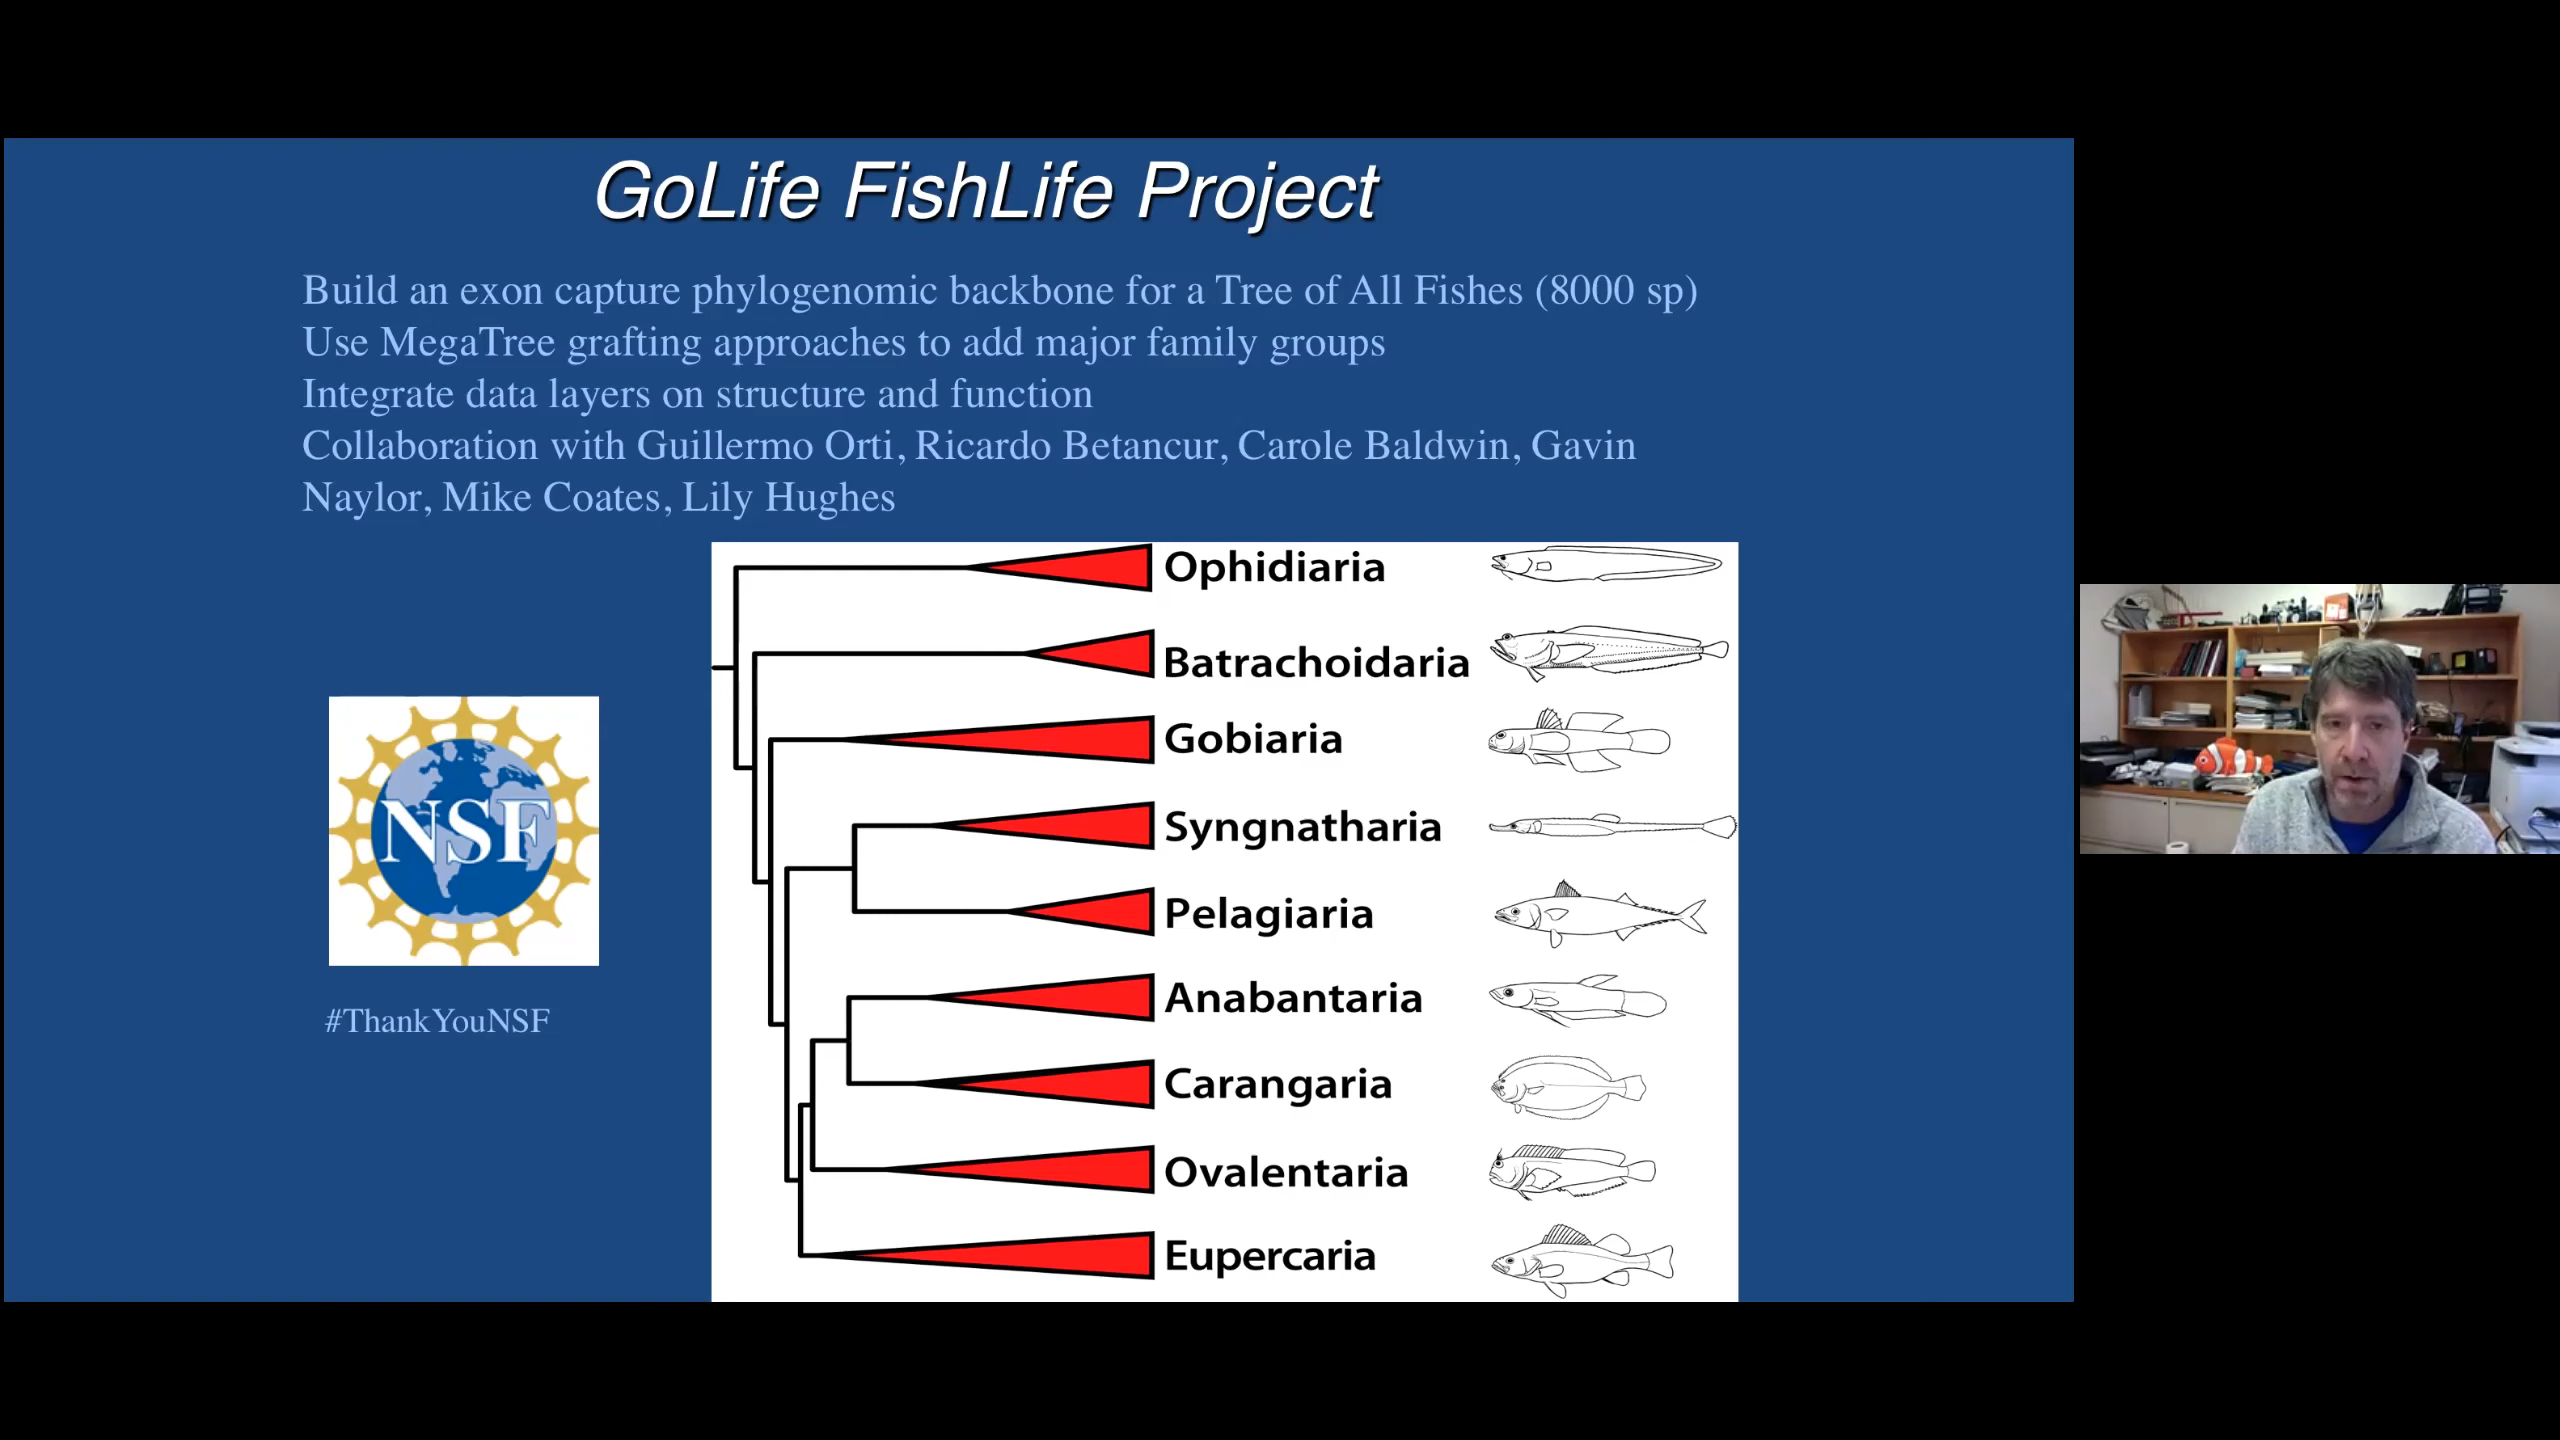 GoLife FishLife Project
Build an exon capture phylogenomic backbone for a Tree of All Fishes (8000 sp)
Use MegaTree grafting approaches to add major family groups
Integrate data layers on structure and function
Collaboration with Guillermo Orti, Ricardo Betancur, Carole Baldwin, Gavin
Naylor, Mike Coates, Lily Hughes
Ophidiaria
Batrachoidaria
Gobiaria
Syngnatharia
Pelagiaria
Anabantaria
Carangaria
Ovalentaria
Eupercaria
NSF
#ThankYouNSF